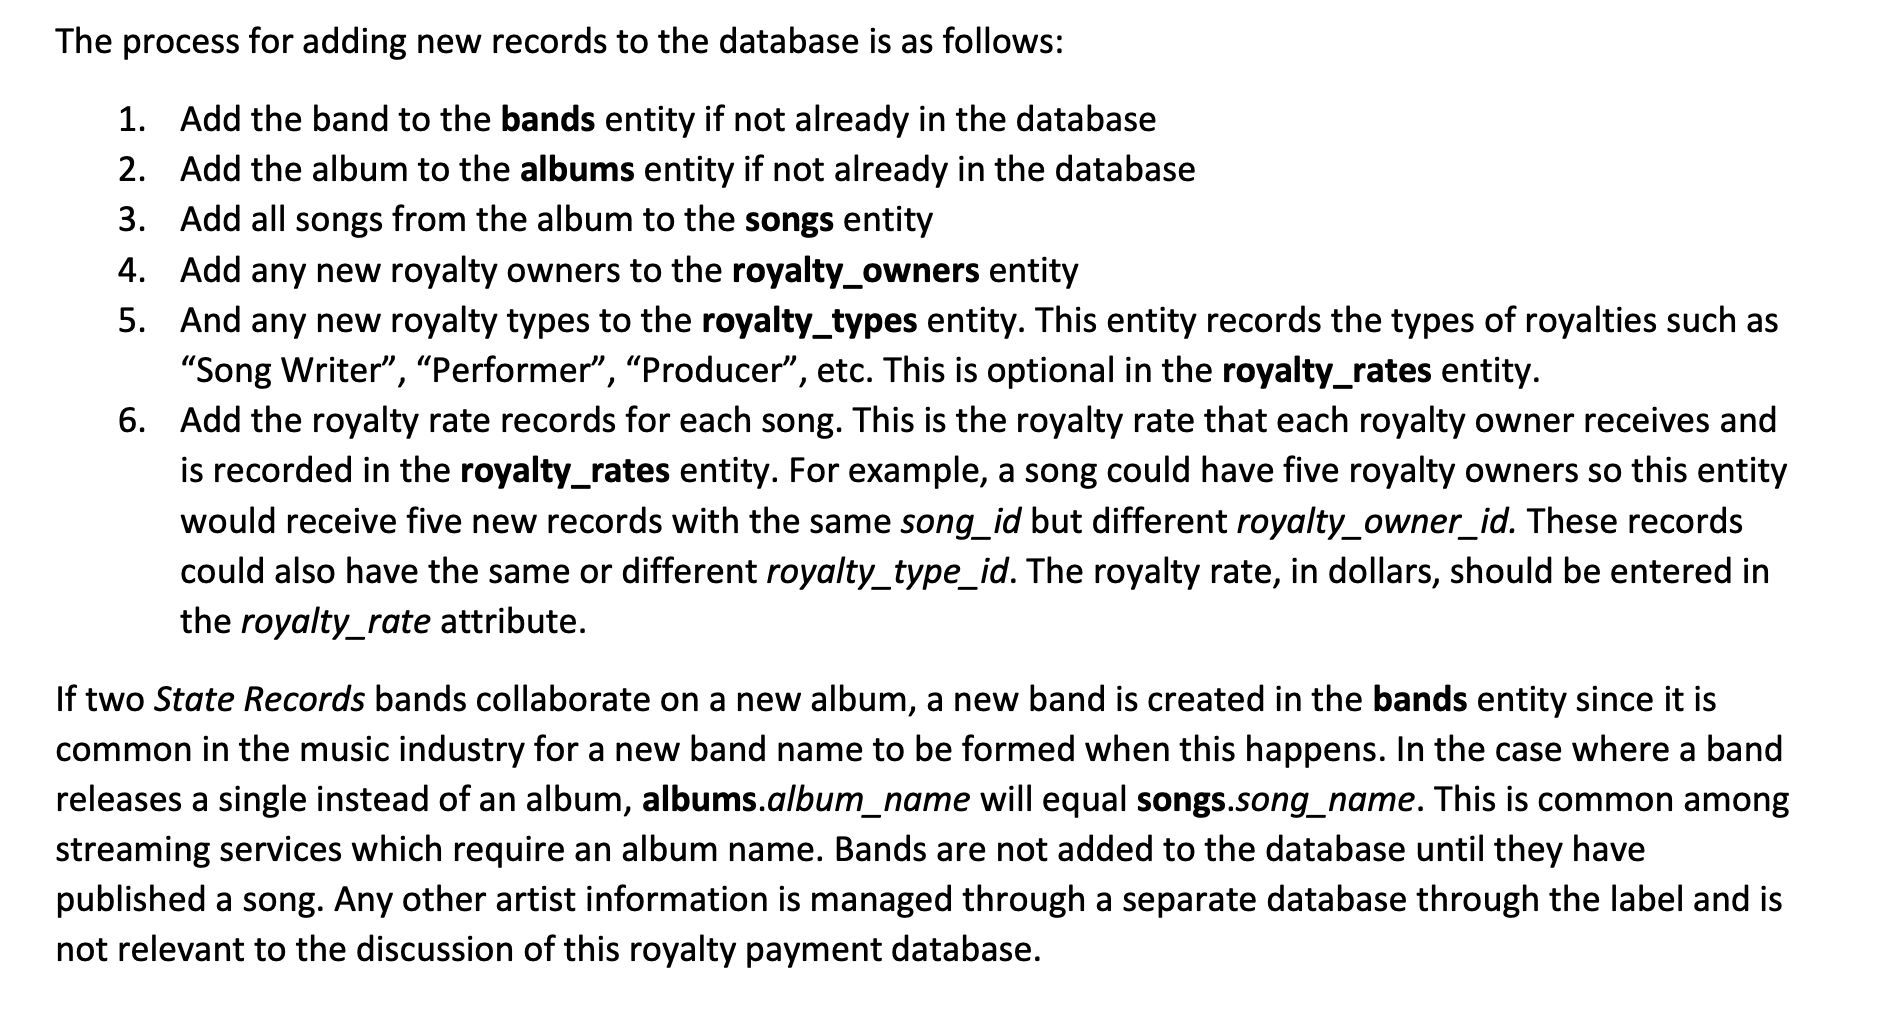 The process for adding new records to the database is as follows:
1. Add the band to the bands entity if not already in the database
2. Add the album to the albums entity if not already in the database
3. Add all songs from the album to the songs entity
4. Add any new royalty owners to the royalty_owners entity
5. And any new royalty types to the royalty_types entity. This entity records the types of royalties such as
“Song Writer”, “Performer”, “Producer”, etc. This is optional in the royalty_rates entity.
6. Add the royalty rate records for each song. This is the royalty rate that each royalty owner receives and
is recorded in the royalty_rates entity. For example, a song could have five royalty owners so this entity
would receive five new records with the same song_id but different royalty_owner_id. These records
could also have the same or different royalty_type_id. The royalty rate, in dollars, should be entered in
the royalty_rate attribute.
If two State Records bands collaborate on a new album, a new band is created in the bands entity since it is
common in the music industry for a new band name to be formed when this happens. In the case where a band
releases a single instead of an album, albums.album_name will equal songs.song_name. This is common among
streaming services which require an album name. Bands are not added to the database until they have
published a song. Any other artist information is managed through a separate database through the label and is
not relevant to the discussion of this royalty payment database.